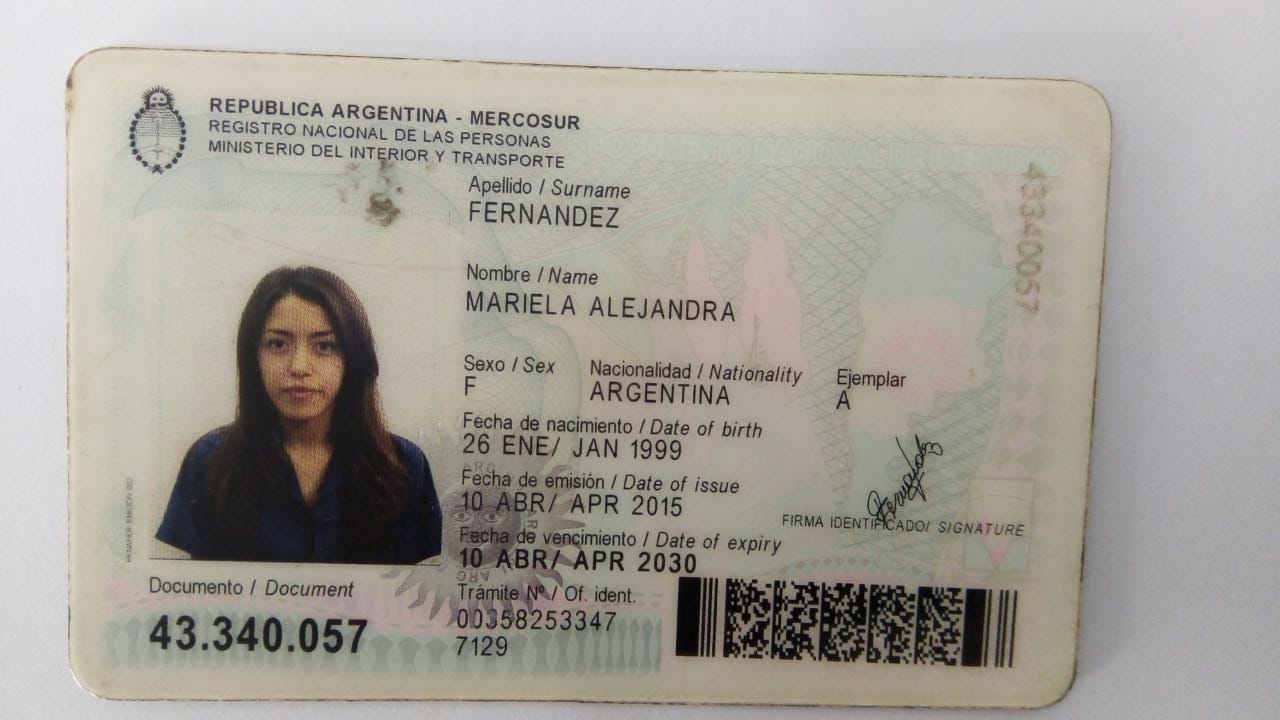 REPUBLICA ARGENTINA - MERCOSUR
REGISTRO NACIONAL DE LAS PERSONAS
MINISTERIO DEL INTERIOR Y TRANSPORTE
DOCUMENTO NACIONAL DE IDENTIDAD
Apellido / Surname
FERNANDEZ
43340057
Nombre / Name
MARIELA ALEJANDRA
Sexo / Sex
F
Nacionalidad / Nationality
ARGENTINA
Ejemplar
A
Fecha de nacimiento / Date of birth
26 ENE/ JAN 1999
Fecha de emisión / Date of issue
10 ABR/ APR 2015
FIRMA IDENTIFICADO/ SIGNATURE
Fecha de vencimiento / Date of expiry
10 ABR/ APR 2030
ARG
ARG
ARG
Documento / Document
43.340.057
Trámite Nº / Of. ident.
00358253347
7129